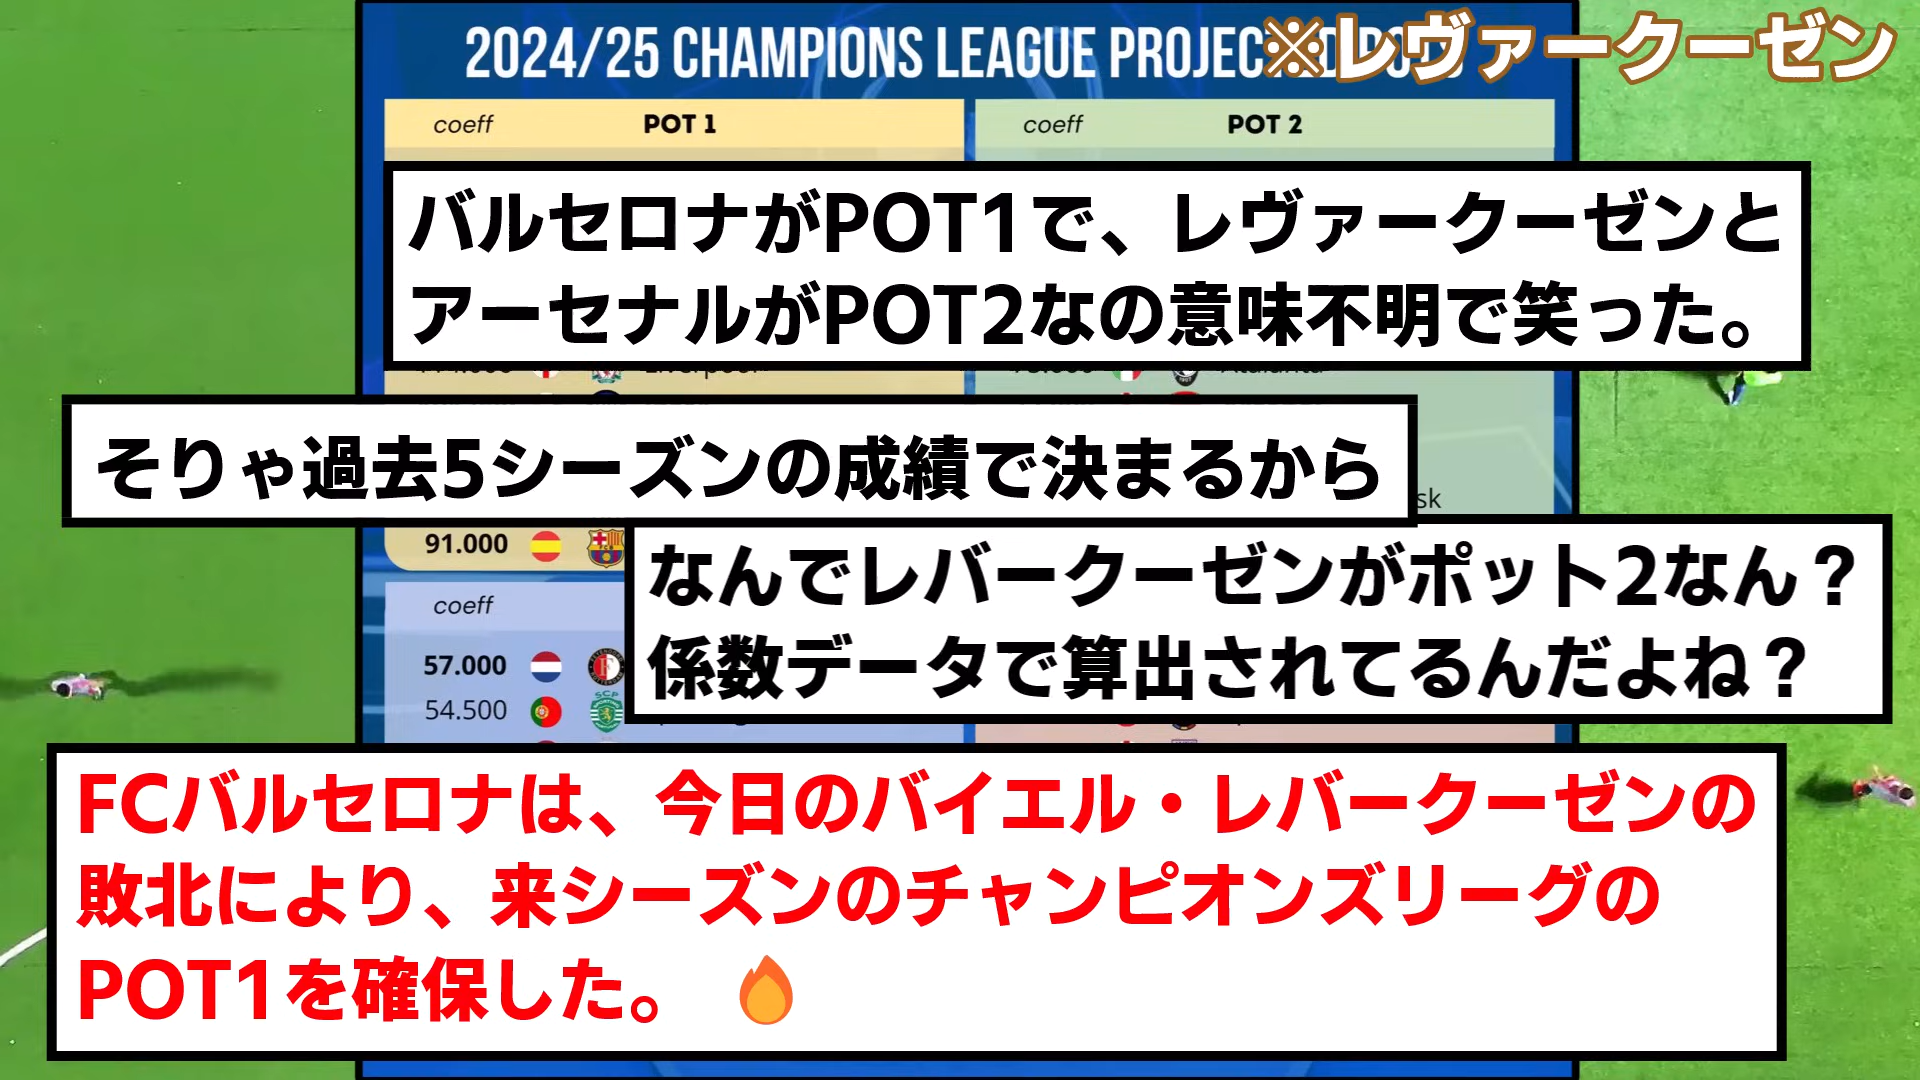 2024/25 CHAMPIONS LEAGUE
※レヴァークーゼン
coeff POT 1 coeff POT 2
バルセロナがPOT1で、レヴァークーゼンと
アーセナルがPOT2なの意味不明で笑った。
そりゃ過去5シーズンの成績で決まるから
sk
91.000
なんでレバークーゼンがポット2なん？
係数データで算出されてるんだよね？
coeff
57.000
54.500
FCバルセロナは、今日のバイエル・レバークーゼンの
敗北により、来シーズンのチャンピオンズリーグの
POT1を確保した。